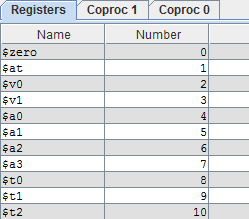 Registers Coproc 1 Coproc 0
Name Number
$zero 0
$at 1
$v0 2
$v1 3
$a0 4
$a1 5
$a2 6
$a3 7
$t0 8
$t1 9
$t2 10